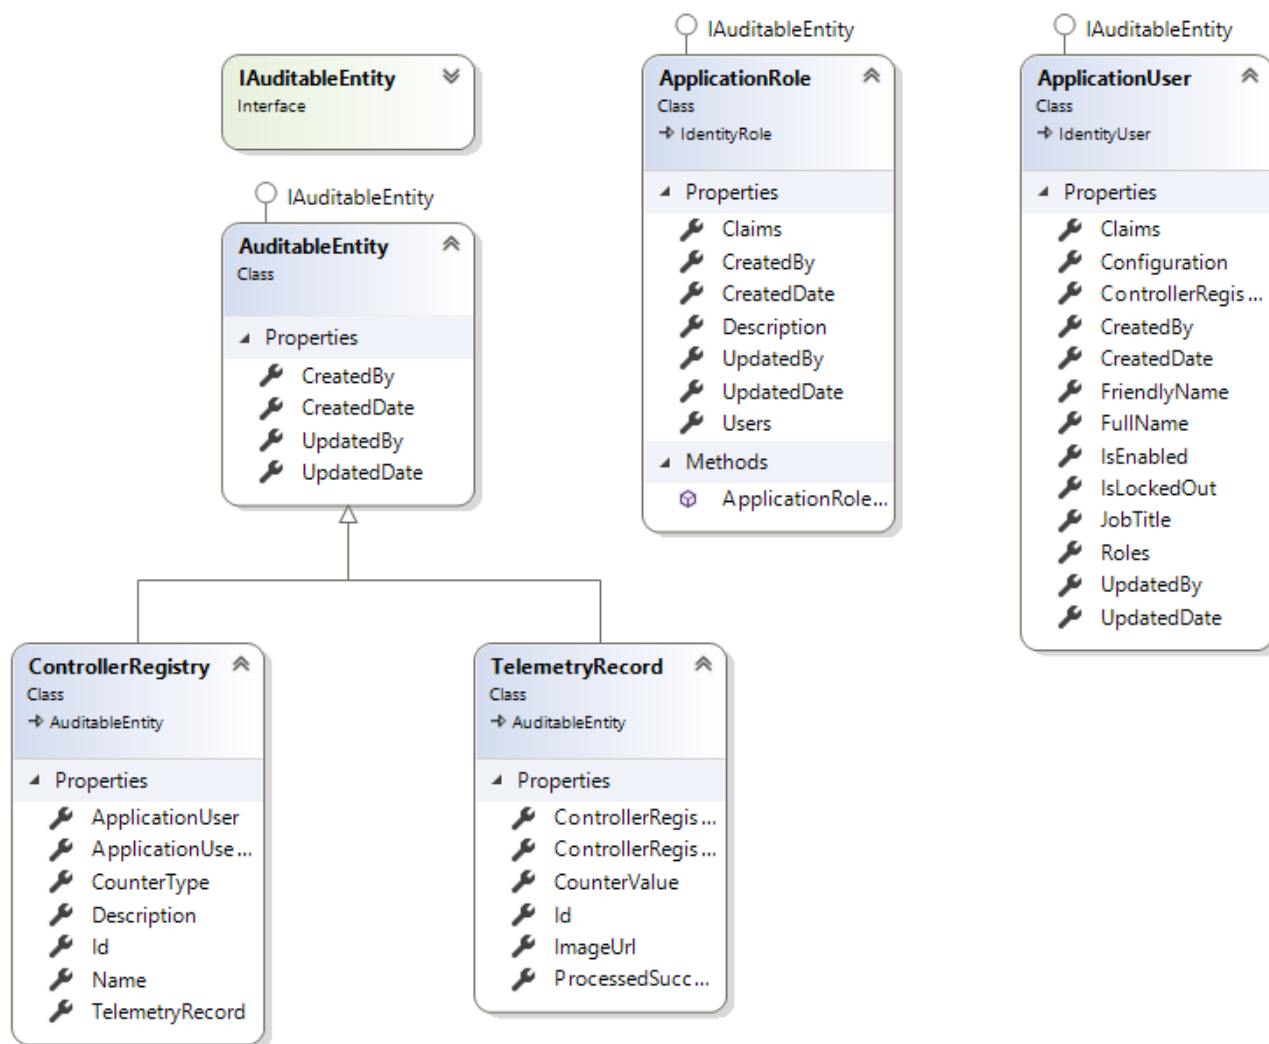 IAuditableEntity
Interface
IAuditableEntity
AuditableEntity
Class
Properties
CreatedBy
CreatedDate
UpdatedBy
UpdatedDate
IAuditableEntity
ApplicationRole
Class
IdentityRole
Properties
Claims
CreatedBy
CreatedDate
Description
UpdatedBy
UpdatedDate
Users
Methods
ApplicationRole...
IAuditableEntity
ApplicationUser
Class
IdentityUser
Properties
Claims
Configuration
ControllerRegis...
CreatedBy
CreatedDate
FriendlyName
FullName
IsEnabled
IsLockedOut
JobTitle
Roles
UpdatedBy
UpdatedDate
ControllerRegistry
Class
AuditableEntity
Properties
ApplicationUser
ApplicationUse...
CounterType
Description
Id
Name
TelemetryRecord
TelemetryRecord
Class
AuditableEntity
Properties
ControllerRegis...
ControllerRegis...
CounterValue
Id
ImageUrl
ProcessedSucc...